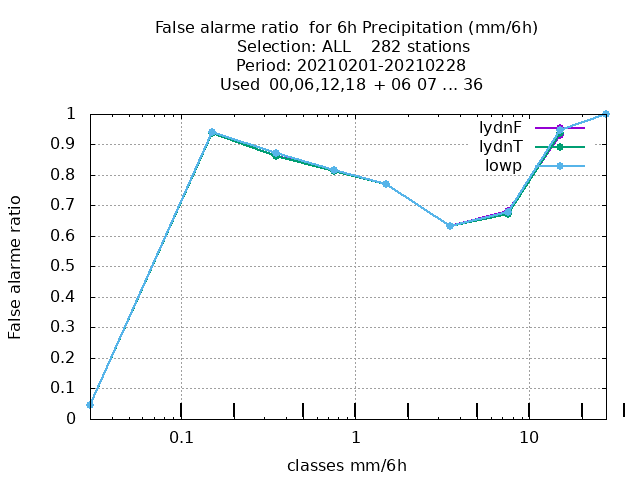 False alarme ratio  for 6h Precipitation (mm/6h)
Selection: ALL    282 stations
Period: 20210201-20210228
Used  00,06,12,18  + 06 07 ... 36
False alarme ratio
1
0.9
0.8
0.7
0.6
0.5
0.4
0.3
0.2
0.1
0
lydnF
lydnT
lowp
0.1 1 10
classes mm/6h